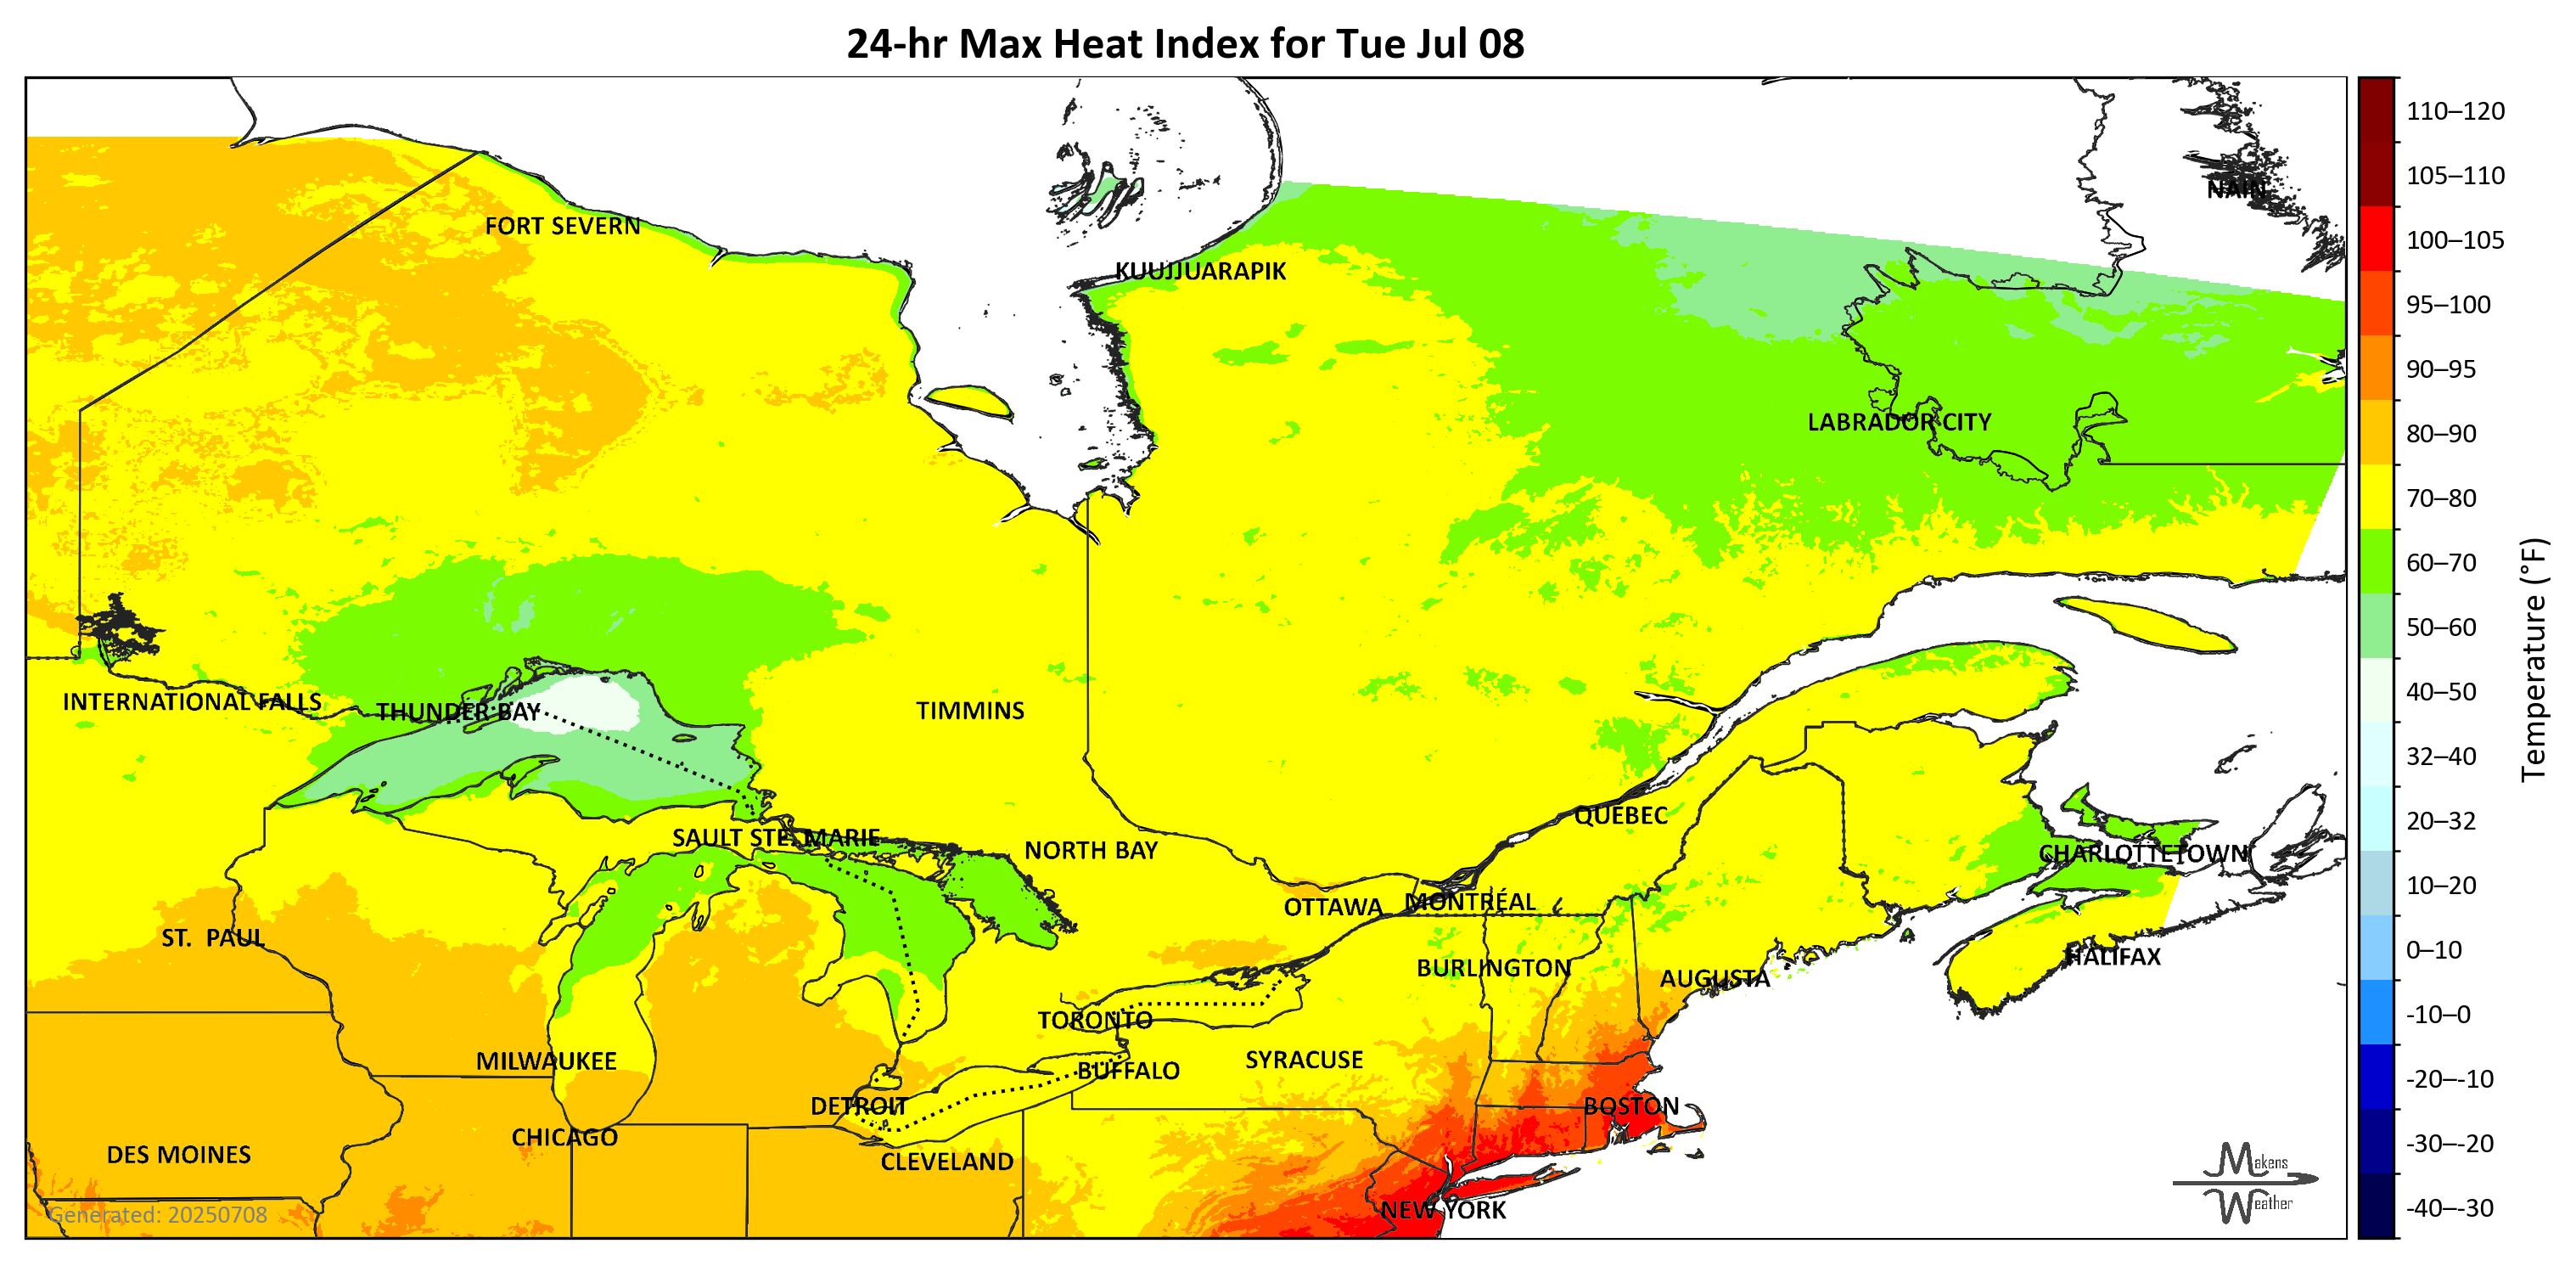 24-hr Max Heat Index for Tue Jul 08
NAIN
FORT SEVERN
KUUJJUARAPIK
LABRADOR CITY
INTERNATIONAL FALLS
THUNDER BAY
TIMMINS
QUÉBEC
SAULT STE. MARIE
NORTH BAY
CHARLOTTETOWN
OTTAWA
MONTRÉAL
ST.  PAUL
HALIFAX
BURLINGTON
AUGUSTA
TORONTO
MILWAUKEE
SYRACUSE
BUFFALO
DETROIT
BOSTON
CHICAGO
DES MOINES
CLEVELAND
NEW YORK
Generated: 20250708
Makens
Weather
110–120
105–110
100–105
95–100
90–95
80–90
70–80
60–70
50–60
40–50
32–40
20–32
10–20
0–10
-10–0
-20–-10
-30–-20
-40–-30
Temperature (°F)